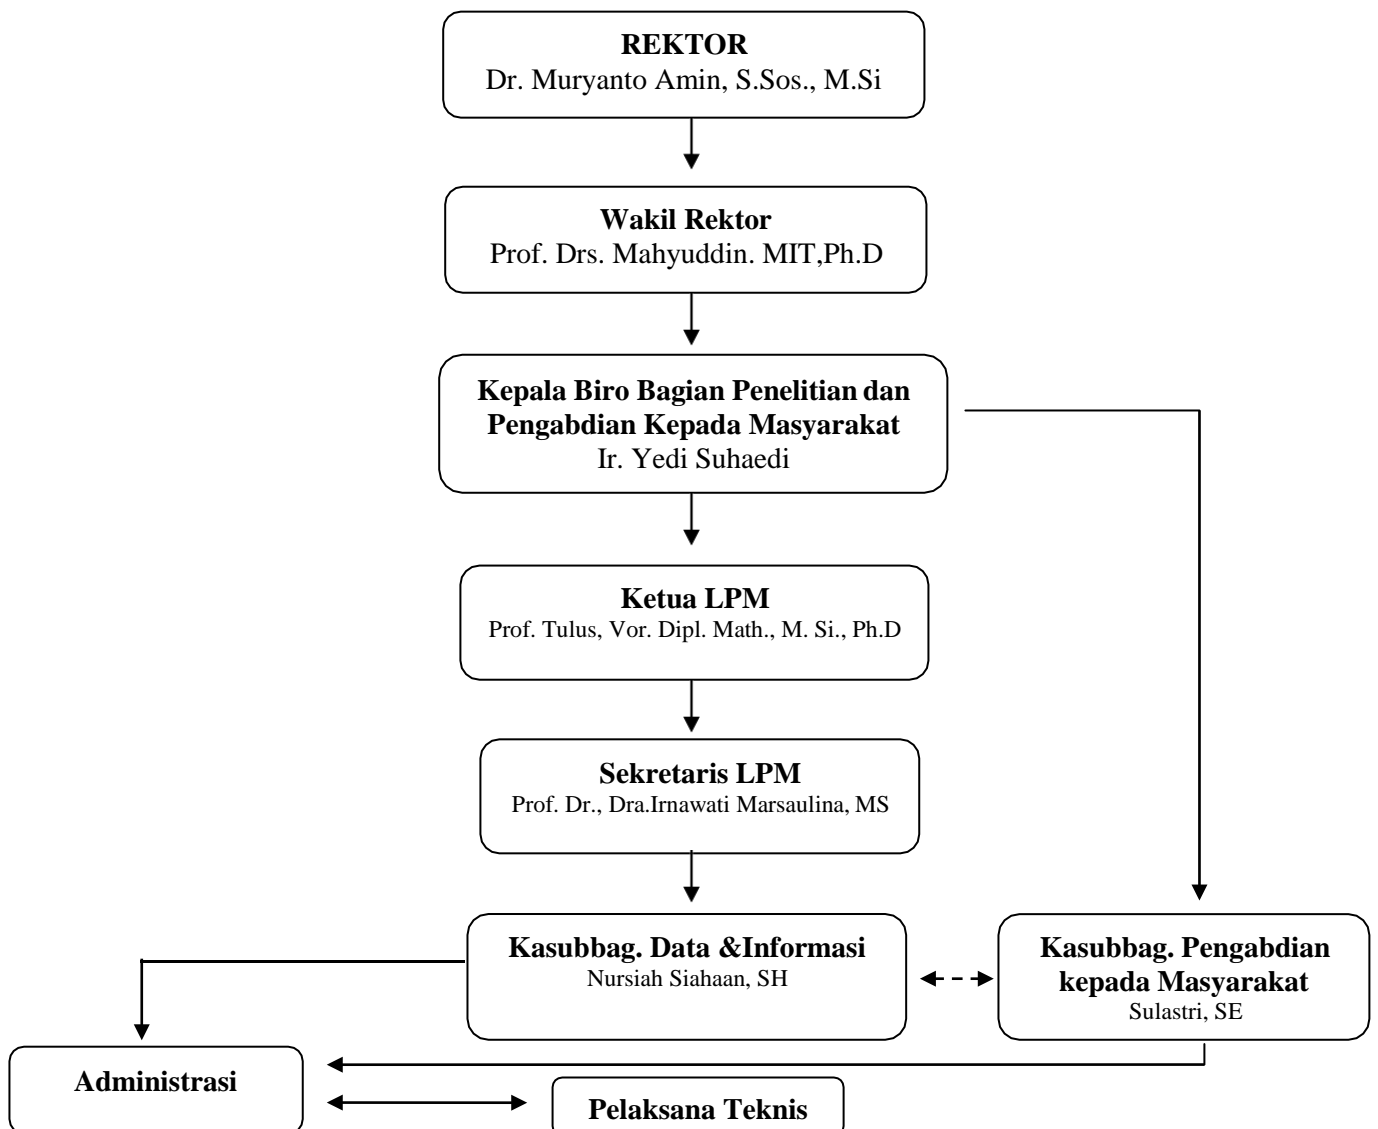 REKTOR
Dr. Muryanto Amin, S.Sos., M.Si
Wakil Rektor
Prof. Drs. Mahyuddin. MIT,Ph.D
Kepala Biro Bagian Penelitian dan
Pengabdian Kepada Masyarakat
Ir. Yedi Suhaedi
Ketua LPM
Prof. Tulus, Vor. Dipl. Math., M. Si., Ph.D
Sekretaris LPM
Prof. Dr., Dra.Irnawati Marsaulina, MS
Kasubbag. Data &Informasi
Nursiah Siahaan, SH
Kasubbag. Pengabdian
kepada Masyarakat
Sulastri, SE
Administrasi
Pelaksana Teknis